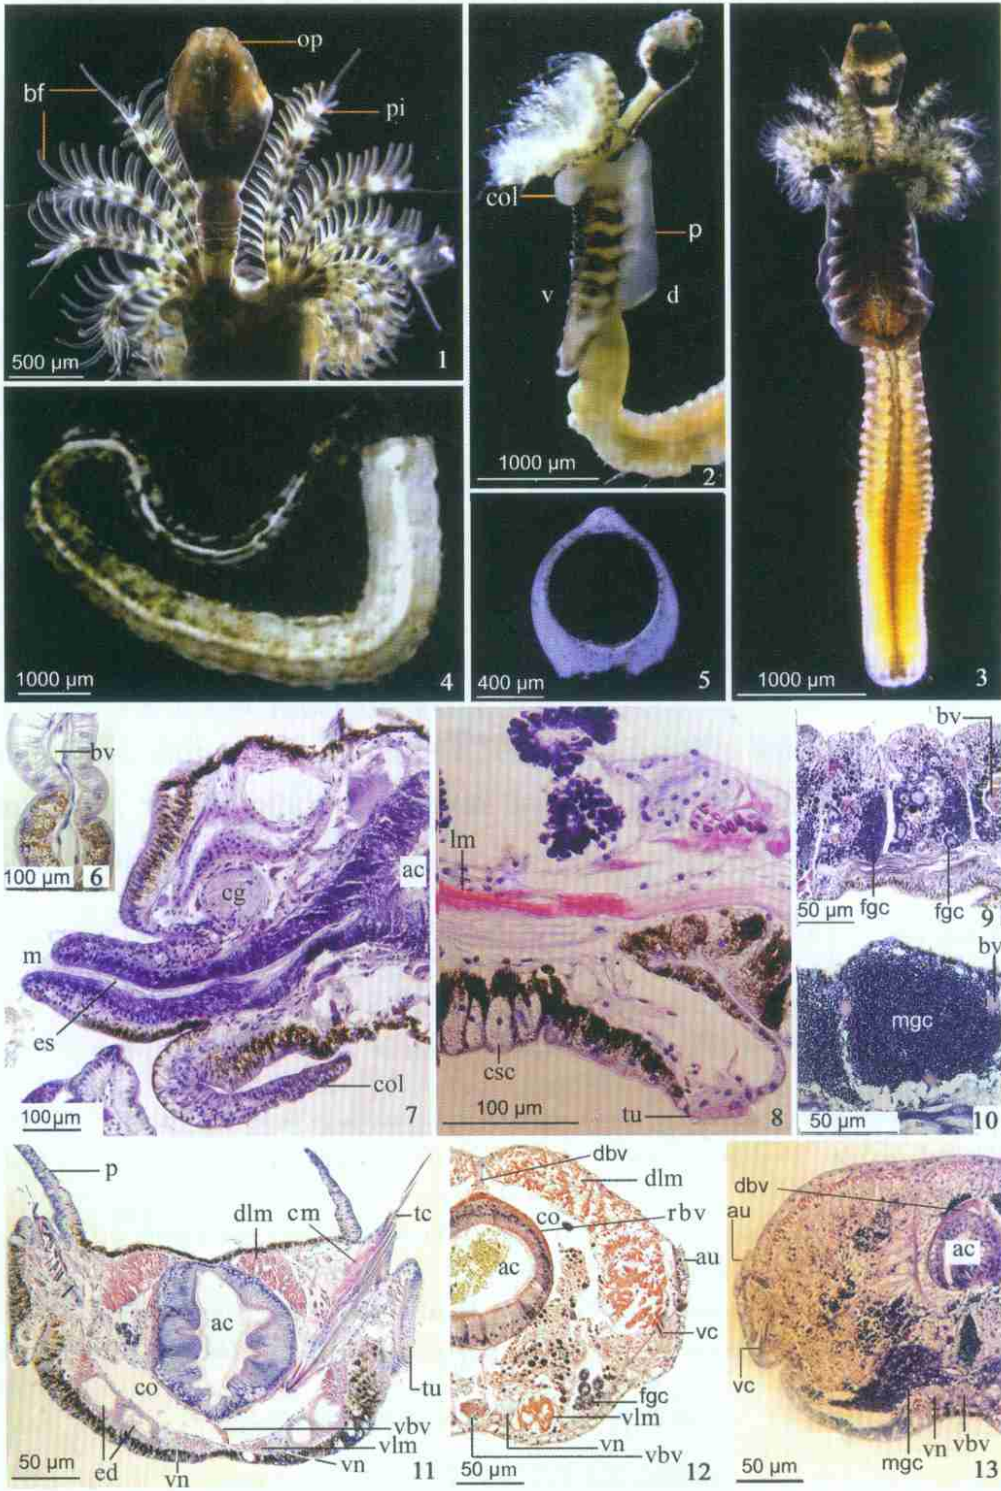 op
bf
pi
500 µm
1
col
p
v
d
1000 µm
2
1000 µm
3
1000 µm
4
400 µm
5
bv
100 µm
6
cg
ac
m
es
col
100µm
7
lm
csc
tu
100 µm
8
bv
fgc
fgc
50 µm
9
bv
mgc
50 µm
10
p
dlm
cm
tc
ac
co
tu
vbv
vlm
ed
vn
vn
50 µm
11
dbv
dlm
co
rbv
ac
au
vc
fgc
vlm
vn
vbv
50 µm
12
dbv
au
ac
vc
mgc
vn
vbv
50 µm
13